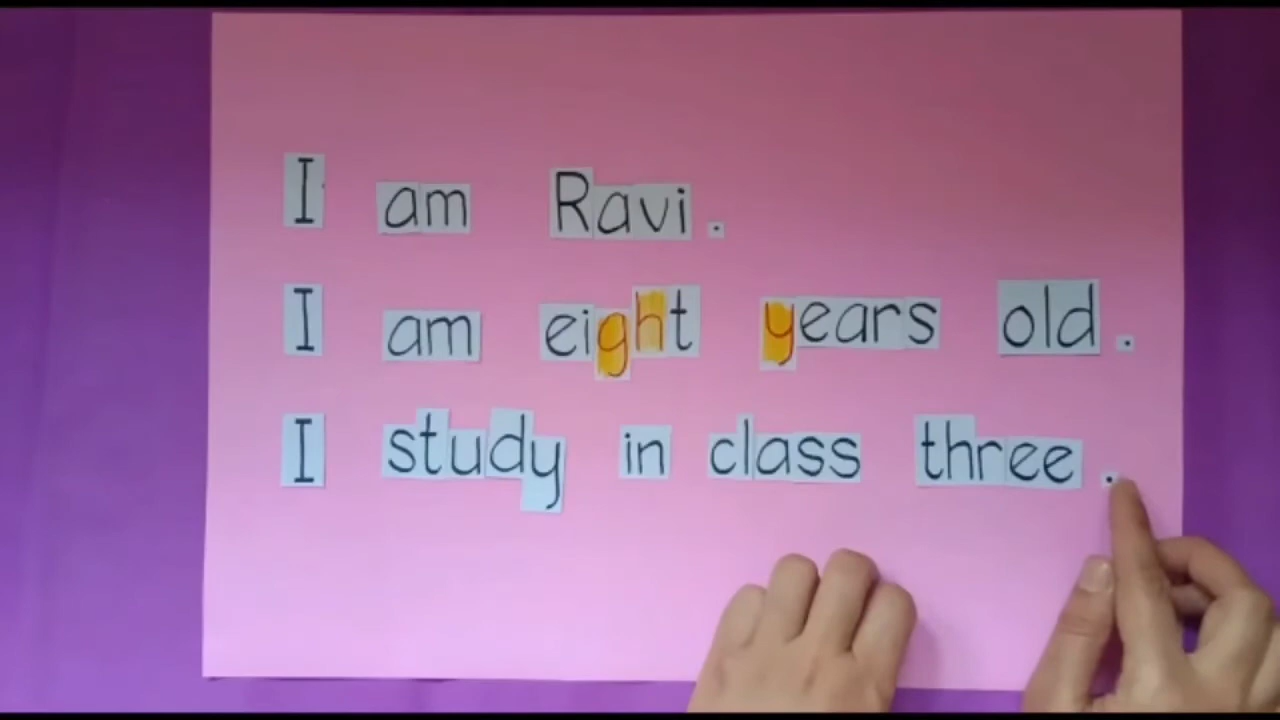 I am Ravi.
I am eight years old.
I study in class three.